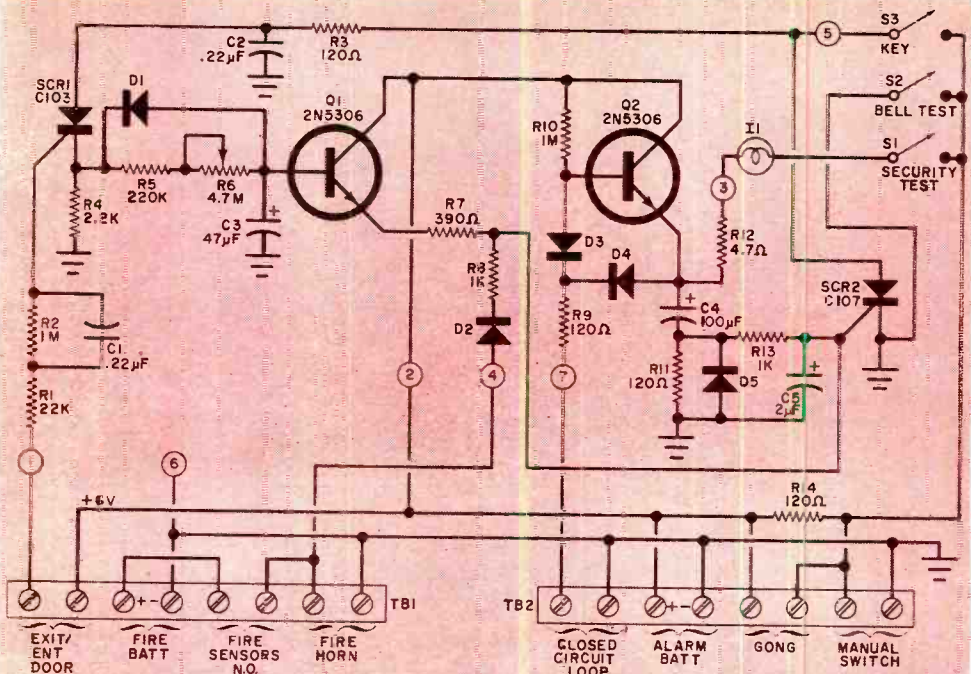 C2
.22µF
R3
120Ω
5
S3
KEY
SCR1
C103
D1
Q1
2N5306
R10
1M
Q2
2N5306
S2
BELL TEST
I1
S1
SECURITY
TEST
R5
220K
R6
4.7M
R4
2.2K
C3
47µF
+
R7
390Ω
3
R12
4.7Ω
R8
1K
D3
D4
SCR2
C107
R2
1M
C1
.22µF
D2
R9
120Ω
+
C4
100µF
R13
1K
R11
120Ω
D5
+
C5
2µF
R1
22K
2
4
7
1
6
+6V
R14
120Ω
+ -
TB1
TB2
+ -
EXIT/
ENT
DOOR
FIRE
BATT
FIRE
SENSORS
N.O.
FIRE
HORN
CLOSED
CIRCUIT
LOOP
ALARM
BATT
GONG
MANUAL
SWITCH